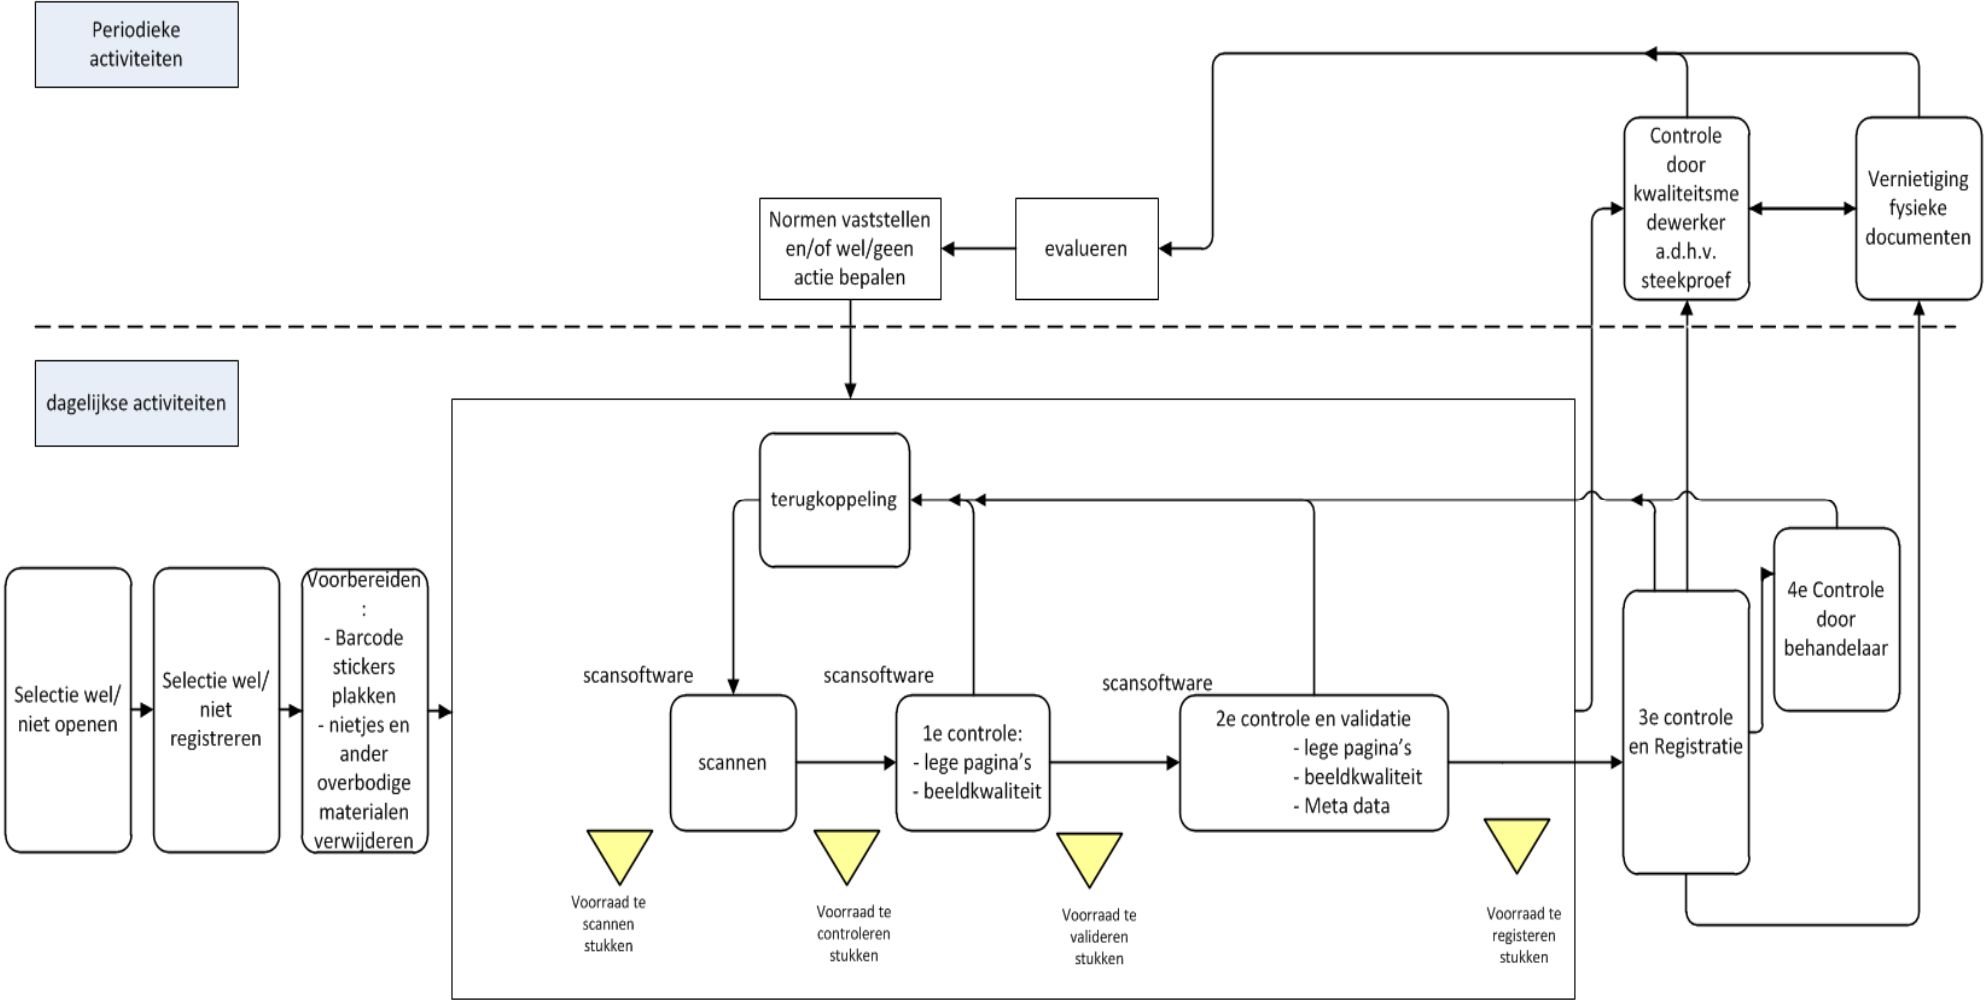 Periodieke
activiteiten
Controle
door
kwaliteitsme
dewerker
a.d.h.v.
steekproef
Vernietiging
fysieke
documenten
Normen vaststellen
en/of wel/geen
actie bepalen
evalueren
dagelijkse activiteiten
terugkoppeling
Selectie wel/
niet openen
Selectie wel/
niet
registreren
Voorbereiden
:
- Barcode
stickers
plakken
- nietjes en
ander
overbodige
materialen
verwijderen
scansoftware
scannen
scansoftware
1e controle:
- lege pagina's
- beeldkwaliteit
scansoftware
2e controle en validatie
- lege pagina's
- beeldkwaliteit
- Meta data
3e controle
en Registratie
4e Controle
door
behandelaar
Voorraad te
scannen
stukken
Voorraad te
controleren
stukken
Voorraad te
valideren
stukken
Voorraad te
registeren
stukken